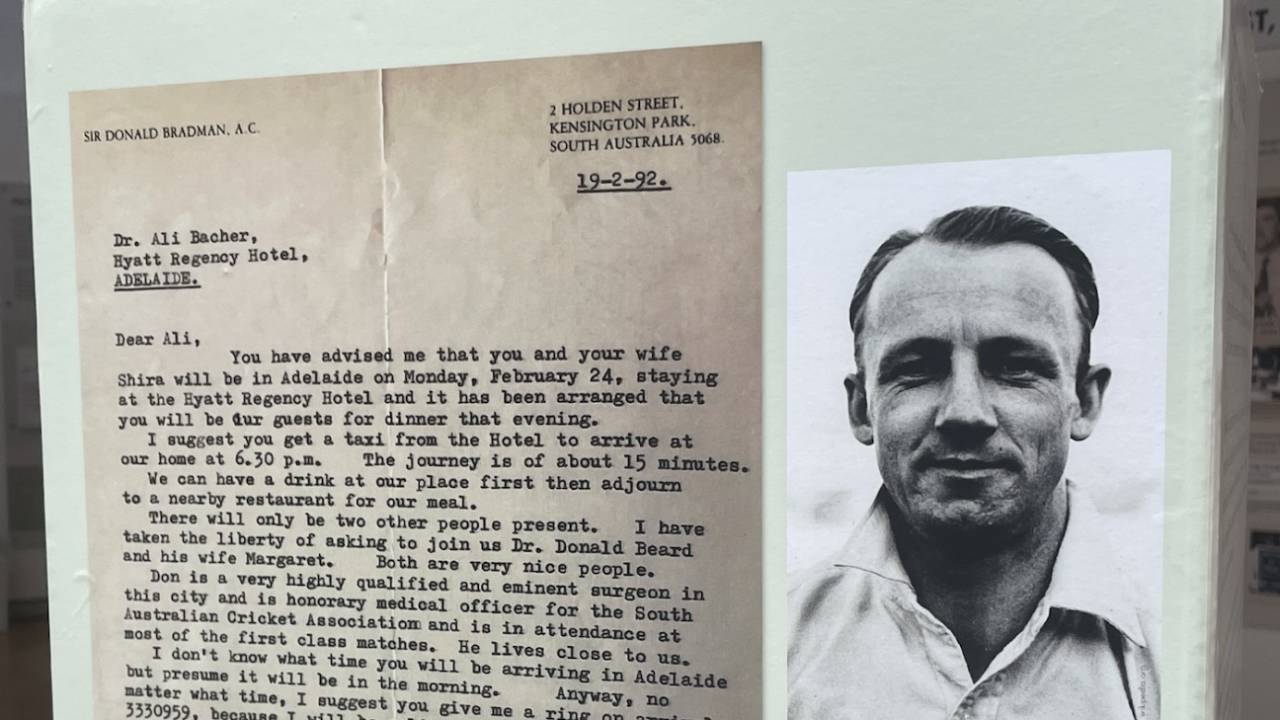 SIR DONALD BRADMAN, A.C.
2 HOLDEN STREET,
KENSINGTON PARK,
SOUTH AUSTRALIA 5068.
19-2-92.
Dr. Ali Bacher,
Hyatt Regency Hotel,
ADELAIDE.
Dear Ali,
You have advised me that you and your wife
Shira will be in Adelaide on Monday, February 24, staying
at the Hyatt Regency Hotel and it has been arranged that
you will be our guests for dinner that evening.
I suggest you get a taxi from the Hotel to arrive at
our home at 6.30 p.m. The journey is of about 15 minutes.
We can have a drink at our place first then adjourn
to a nearby restaurant for our meal.
There will only be two other people present. I have
taken the liberty of asking to join us Dr. Donald Beard
and his wife Margaret. Both are very nice people.
Don is a very highly qualified and eminent surgeon in
this city and is honorary medical officer for the South
Australian Cricket Association and is in attendance at
most of the first class matches. He lives close to us.
I don't know what time you will be arriving in Adelaide
but presume it will be in the morning. Anyway, no
matter what time, I suggest you give me a ring on
3330959, because I will